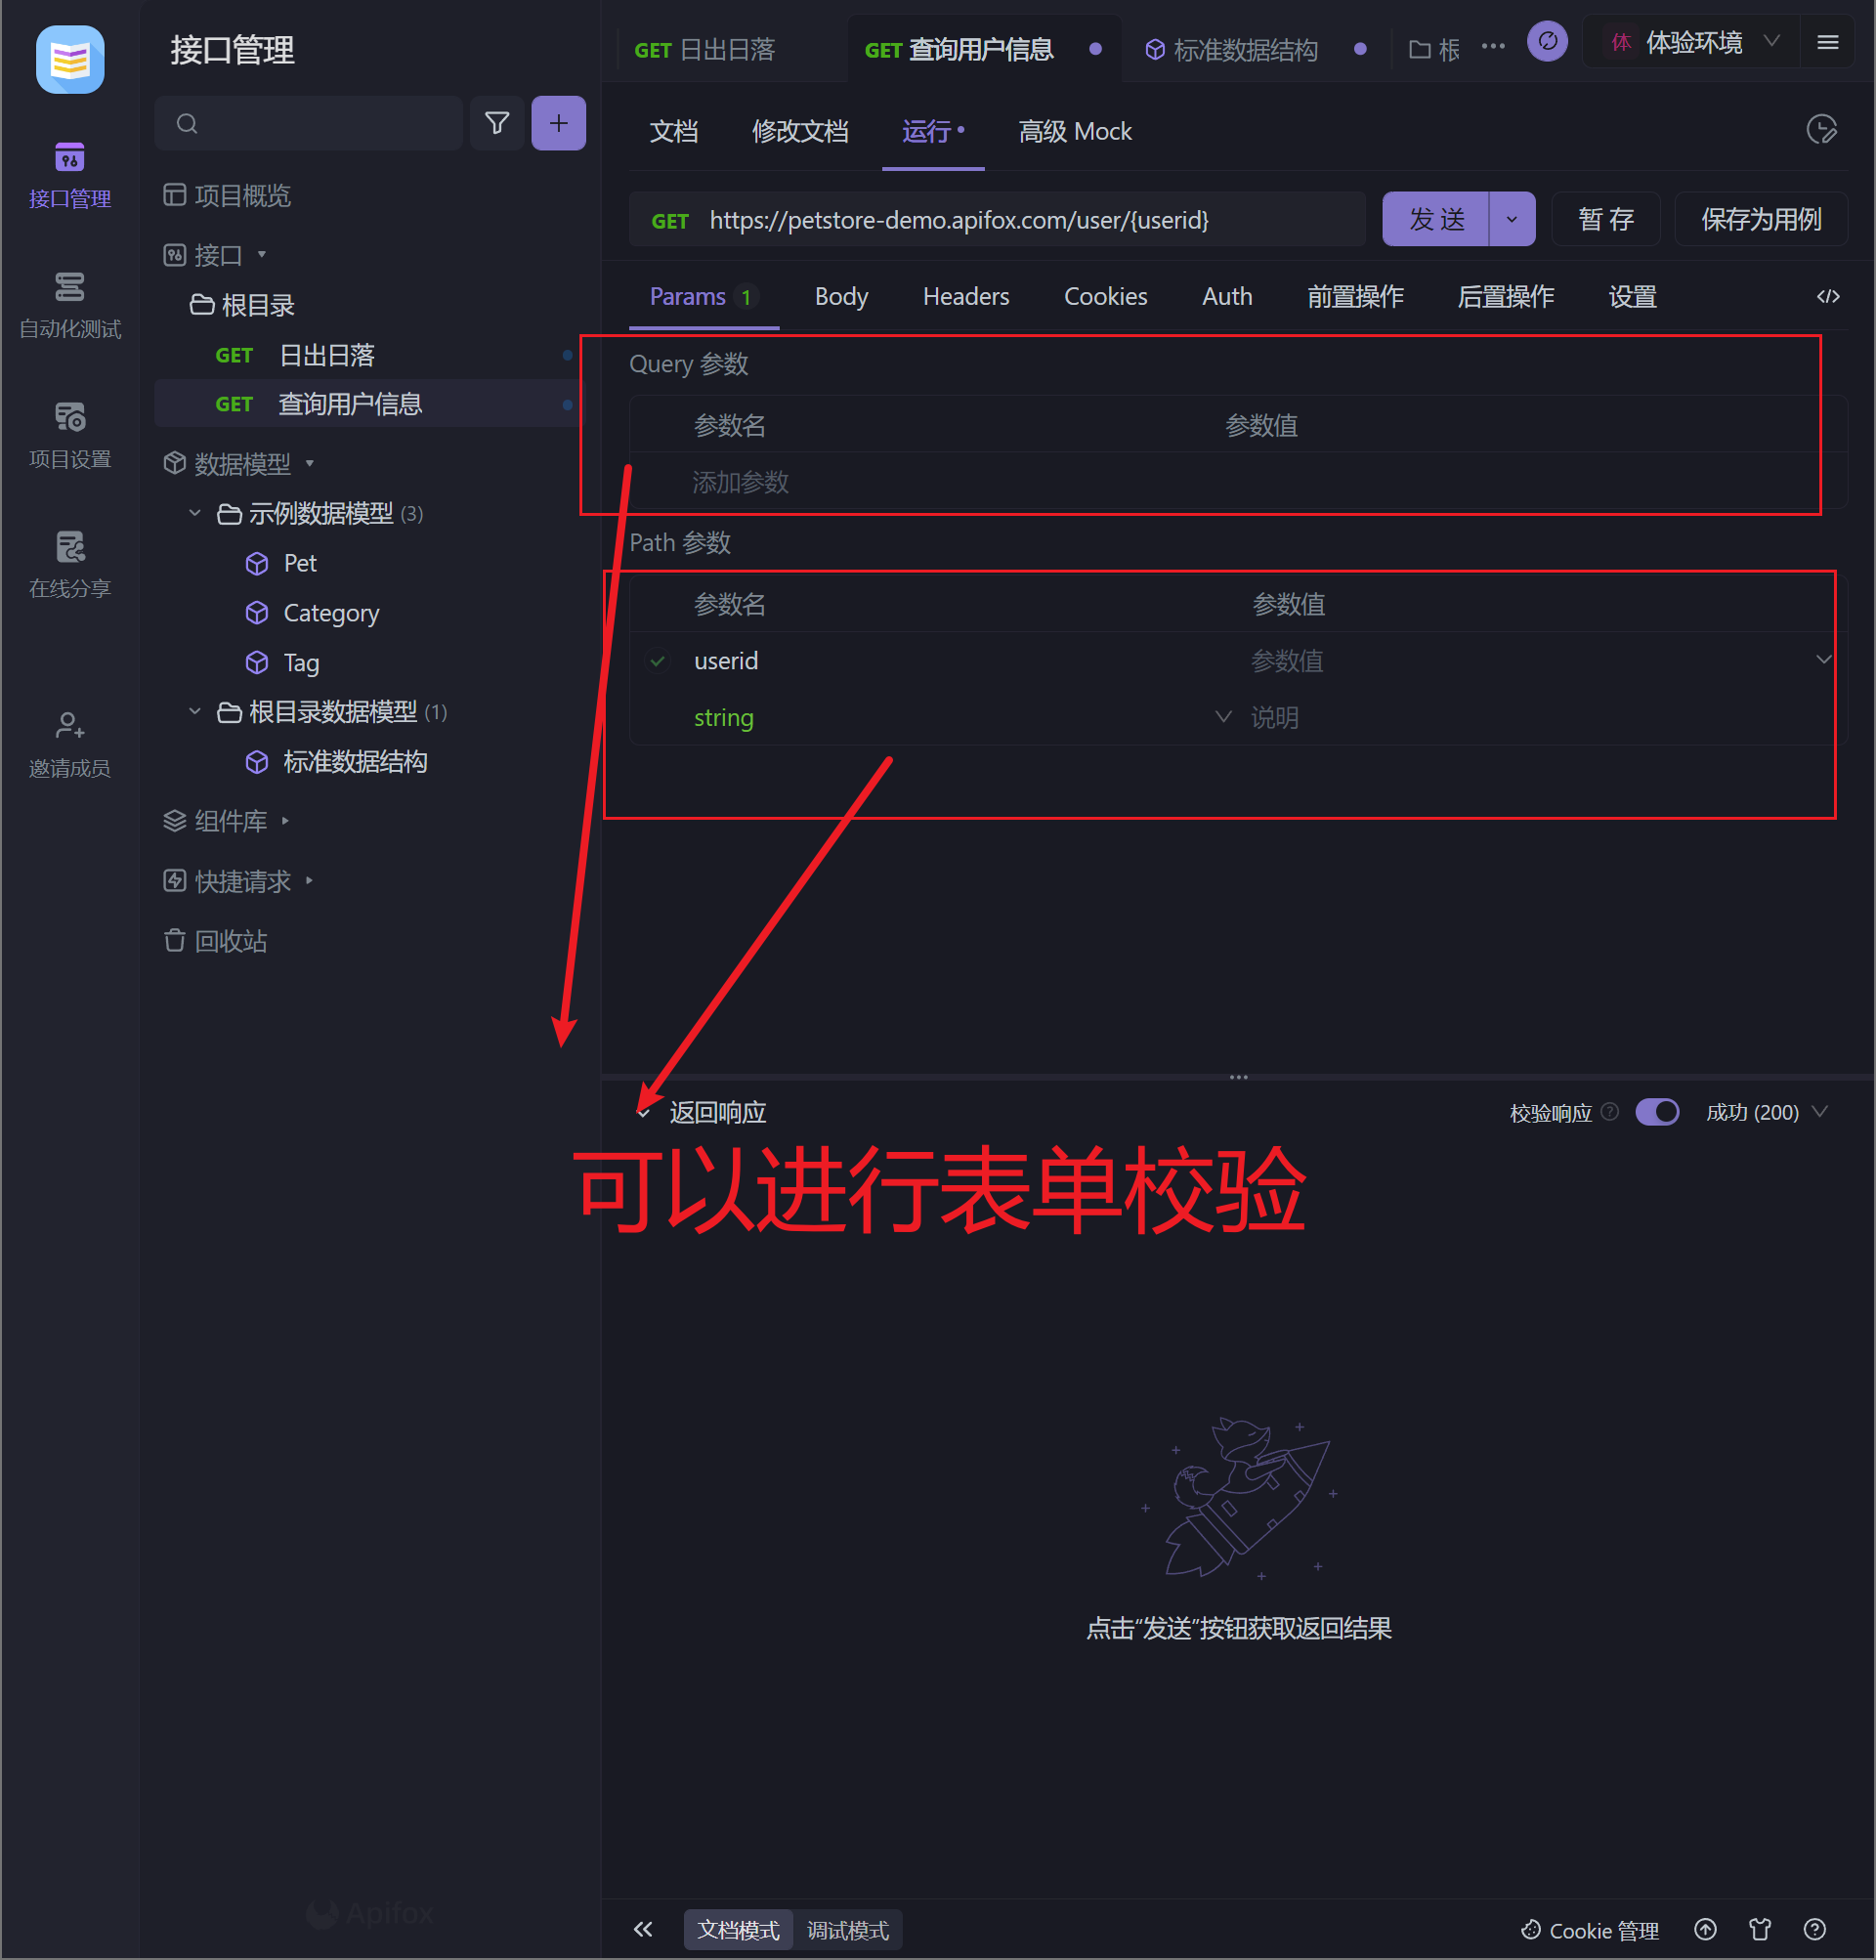 接口管理
GET 日出日落
GET 查询用户信息
标准数据结构
根
体 体验环境
接口管理
自动化测试
项目设置
在线分享
邀请成员
项目概览
接口
根目录
GET 日出日落
GET 查询用户信息
数据模型
示例数据模型 (3)
Pet
Category
Tag
根目录数据模型 (1)
标准数据结构
组件库
快捷请求
回收站
Apifox
文档 修改文档 运行 高级 Mock
GET https://petstore-demo.apifox.com/user/{userid}
发 送 暂 存 保存为用例
Params 1 Body Headers Cookies Auth 前置操作 后置操作 设置
Query 参数
参数名 参数值
添加参数
Path 参数
参数名 参数值
userid 参数值
string 说明
返回响应 校验响应 成功 (200)
可以进行表单校验
点击“发送”按钮获取返回结果
文档模式 调试模式 Cookie 管理